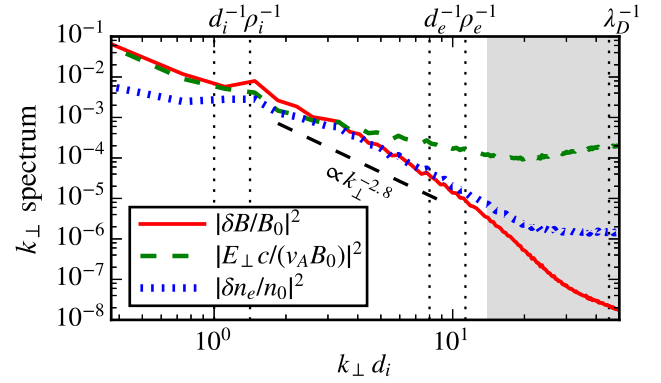 d_i^{-1} ρ_i^{-1} d_e^{-1} ρ_e^{-1} λ_D^{-1}
10^{-1}
10^{-2}
10^{-3}
10^{-4}
10^{-5}
10^{-6}
10^{-7}
10^{-8}
k_⊥ spectrum
∝k_⊥^{-2.8}
|δB/B_0|^2
|E_⊥c/(v_A B_0)|^2
|δn_e/n_0|^2
10^0 10^1
k_⊥ d_i